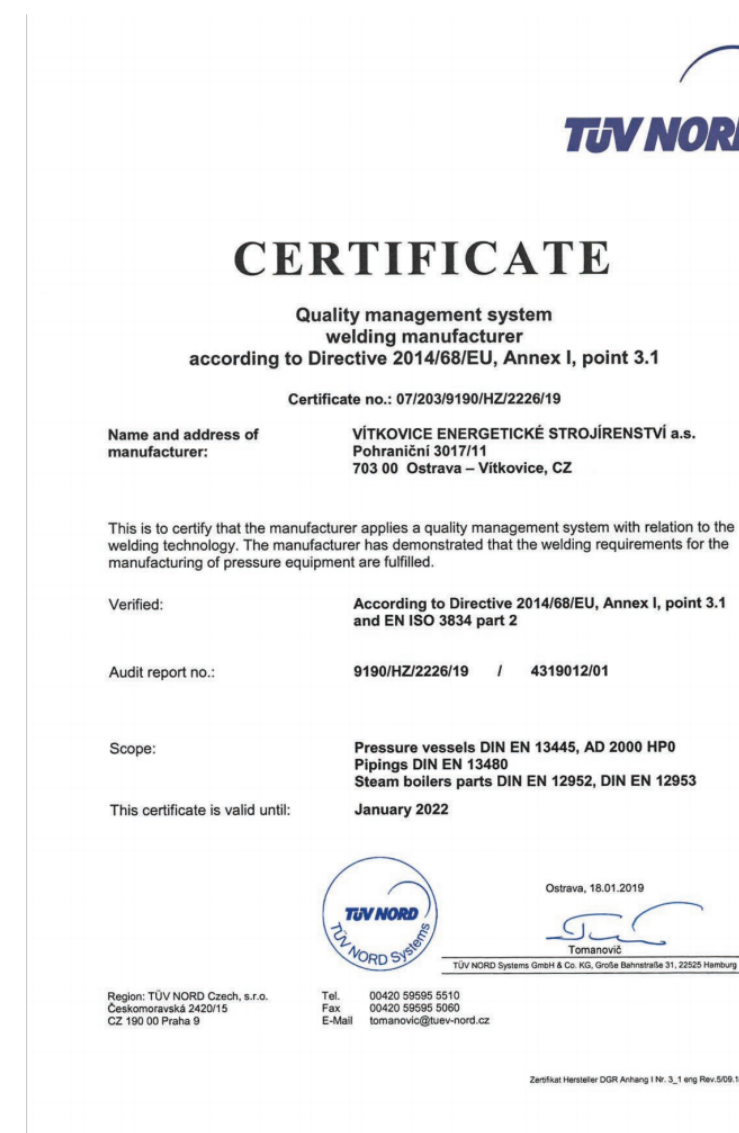 TÜV NORD
CERTIFICATE
Quality management system
welding manufacturer
according to Directive 2014/68/EU, Annex I, point 3.1
Certificate no.: 07/203/9190/HZ/2226/19
Name and address of
manufacturer:
VÍTKOVICE ENERGETICKÉ STROJÍRENSTVÍ a.s.
Pohraniční 3017/11
703 00 Ostrava – Vítkovice, CZ
This is to certify that the manufacturer applies a quality management system with relation to the
welding technology. The manufacturer has demonstrated that the welding requirements for the
manufacturing of pressure equipment are fulfilled.
Verified:
According to Directive 2014/68/EU, Annex I, point 3.1
and EN ISO 3834 part 2
Audit report no.:
9190/HZ/2226/19 / 4319012/01
Scope:
Pressure vessels DIN EN 13445, AD 2000 HP0
Pipings DIN EN 13480
Steam boilers parts DIN EN 12952, DIN EN 12953
This certificate is valid until:
January 2022
TÜV NORD
TÜV NORD Systems
Ostrava, 18.01.2019
Tomanovič
TÜV NORD Systems GmbH & Co. KG, Große Bahnstraße 31, 22525 Hamburg
Region: TÜV NORD Czech, s.r.o.
Českomoravská 2420/15
CZ 190 00 Praha 9
Tel. 00420 59595 5510
Fax 00420 59595 5060
E-Mail tomanovic@tuev-nord.cz
Zertifikat Hersteller DGR Anhang I Nr. 3_1 eng Rev.5/09.1